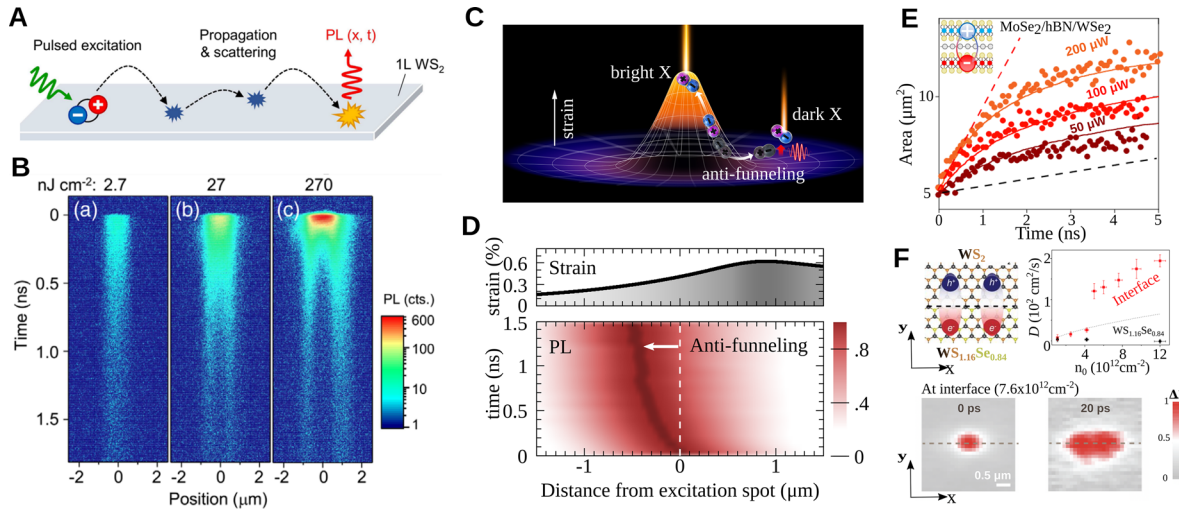 A
Pulsed excitation
Propagation
& scattering
PL (x, t)
1L WS2
B
nJ cm-2: 2.7 27 270
(a) (b) (c)
0
0.5
1.0
1.5
Time (ns)
-2 0 2 -2 0 2 -2 0 2
Position (μm)
PL (cts.)
600
100
10
1
C
strain
bright X
dark X
anti-funneling
D
strain (%)
0.6
0.3
0
Strain
time (ns)
1.5
1
0.5
0
PL
Anti-funneling
.8
.4
0
-1 0 1
Distance from excitation spot (μm)
E
MoSe2/hBN/WSe2
200 μW
100 μW
50 μW
Area (μm2)
10
5
0 1 2 3 4 5
Time (ns)
F
WS2
h+ h+
e- e-
WS1.16Se0.84
y
x
D (102 cm2/s)
2
1
0
Interface
WS1.16Se0.84
0 4 8 12
n0 (1012cm-2)
At interface (7.6x1012cm-2)
0 ps
20 ps
0.5 μm
y
x
Δ
1
0.5
0